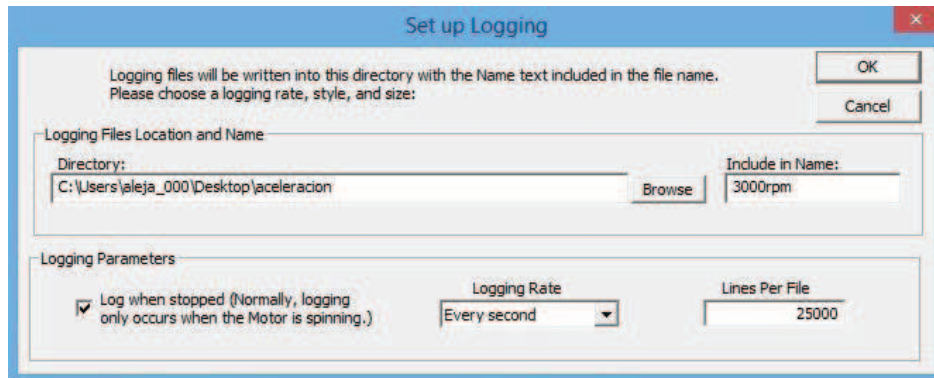 Set up Logging
x
Logging files will be written into this directory with the Name text included in the file name.
Please choose a logging rate, style, and size:
OK
Cancel
Logging Files Location and Name
Directory:
C:\Users\aleja_000\Desktop\aceleracion
Browse
Include in Name:
3000rpm
Logging Parameters
Log when stopped (Normally, logging
only occurs when the Motor is spinning.)
Logging Rate
Every second
Lines Per File
25000